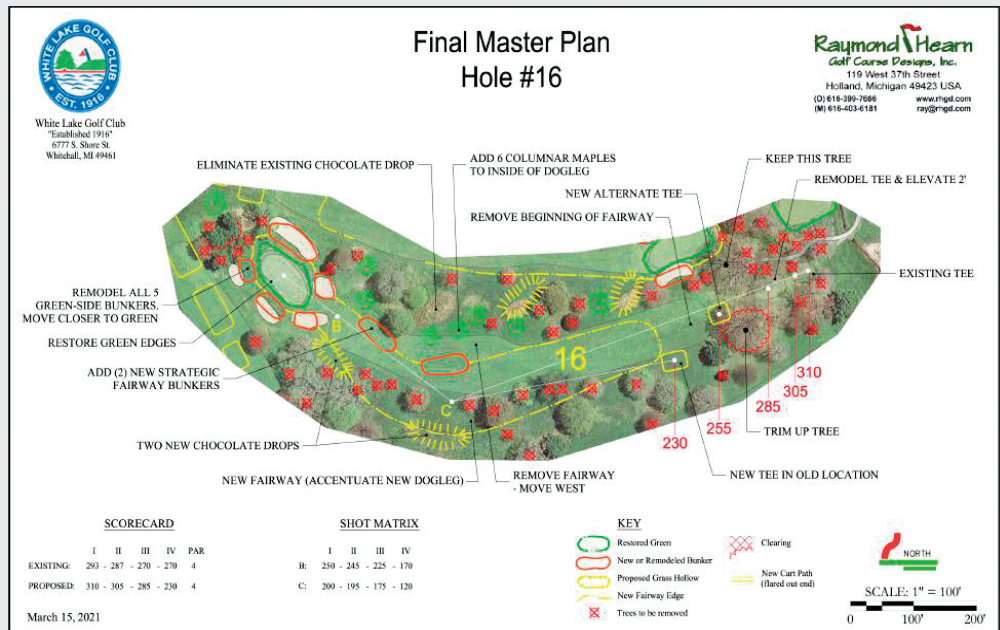 Final Master Plan
Hole #16
WHITE LAKE GOLF CLUB
EST. 1916
White Lake Golf Club
"Established 1916"
6777 S. Shore St.
Whitehall, MI 49461
Raymond Hearn
Golf Course Designs, Inc.
119 West 37th Street
Holland, Michigan 49423 USA
(O) 616-399-7686 www.rhgd.com
(M) 616-403-6181 ray@rhgd.com
ELIMINATE EXISTING CHOCOLATE DROP
ADD 6 COLUMNAR MAPLES
TO INSIDE OF DOGLEG
KEEP THIS TREE
REMODEL TEE & ELEVATE 2'
NEW ALTERNATE TEE
REMOVE BEGINNING OF FAIRWAY
EXISTING TEE
REMODEL ALL 5
GREEN-SIDE BUNKERS.
MOVE CLOSER TO GREEN
RESTORE GREEN EDGES
ADD (2) NEW STRATEGIC
FAIRWAY BUNKERS
B
16
C
310
305
285
255
230
TRIM UP TREE
TWO NEW CHOCOLATE DROPS
NEW FAIRWAY (ACCENTUATE NEW DOGLEG)
REMOVE FAIRWAY
- MOVE WEST
NEW TEE IN OLD LOCATION
SCORECARD
I II III IV PAR
EXISTING: 293 - 287 - 270 - 270 4
PROPOSED: 310 - 305 - 285 - 230 4
SHOT MATRIX
I II III IV
B: 250 - 245 - 225 - 170
C: 200 - 195 - 175 - 120
KEY
Restored Green
New or Remodeled Bunker
Proposed Grass Hollow
New Fairway Edge
Trees to be removed
Clearing
New Cart Path
(flared out end)
NORTH
SCALE: 1" = 100'
0 100' 200'
March 15, 2021